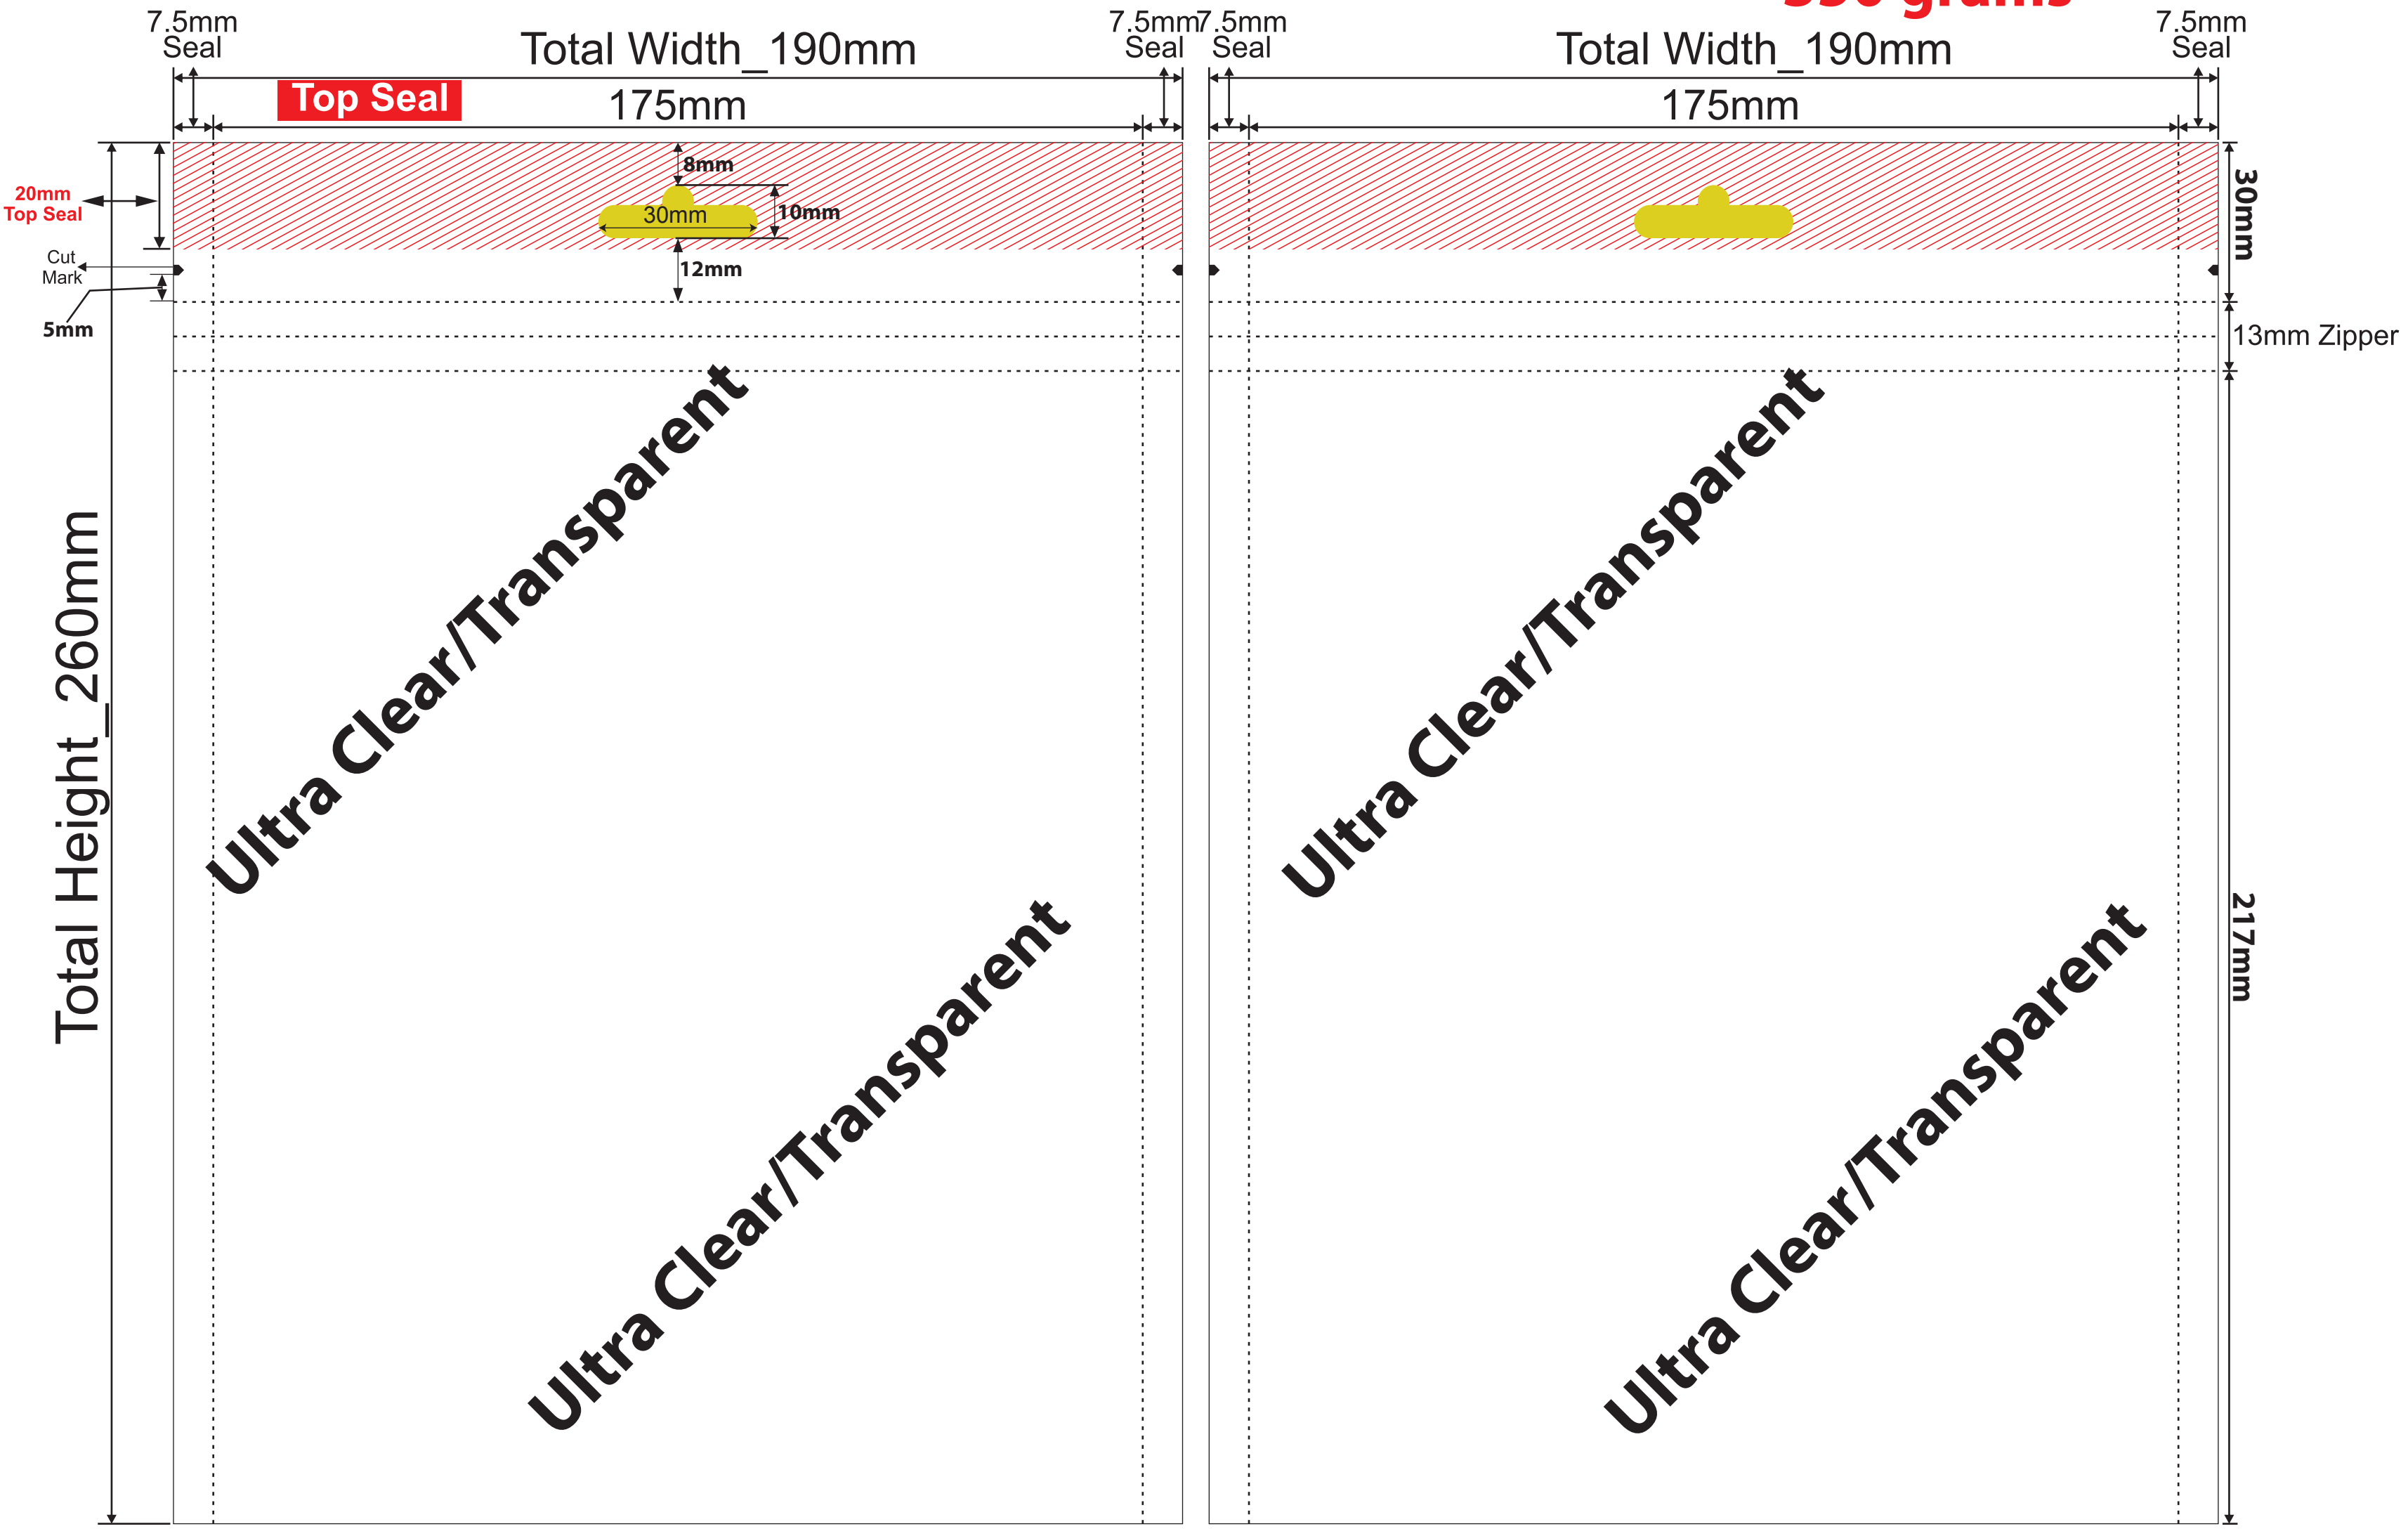 grams
7.5mm
Seal
Total Width_190mm
7.5mm
Seal
7.5mm
Seal
Total Width_190mm
7.5mm
Seal
Top Seal
175mm
175mm
8mm
20mm
Top Seal
30mm
10mm
30mm
Cut
Mark
12mm
5mm
13mm Zipper
Ultra Clear/Transparent
Ultra Clear/Transparent
Total Height_260mm
217mm
Ultra Clear/Transparent
Ultra Clear/Transparent